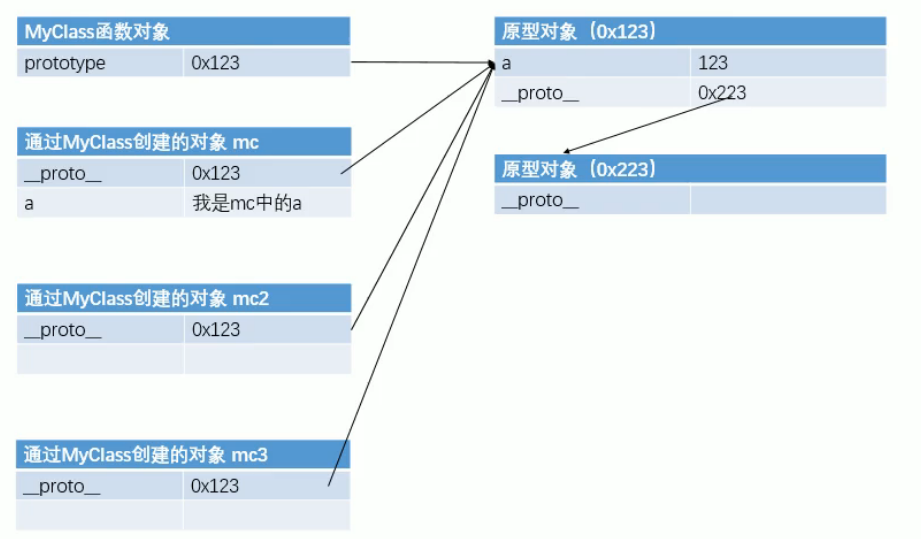 MyClass函数对象
prototype 0x123
通过MyClass创建的对象 mc
__proto__ 0x123
a 我是mc中的a
通过MyClass创建的对象 mc2
__proto__ 0x123
通过MyClass创建的对象 mc3
__proto__ 0x123
原型对象（0x123）
a 123
__proto__ 0x223
原型对象（0x223）
__proto__